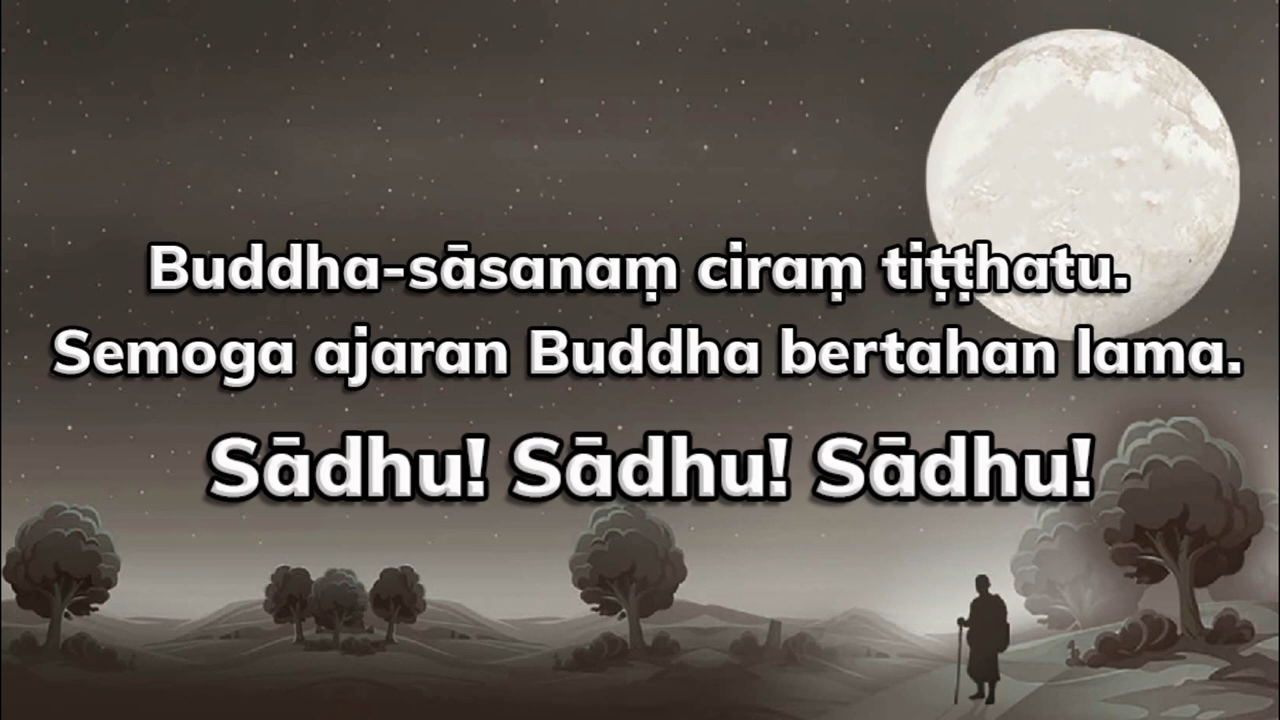 Buddha-sāsanaṃ ciraṃ tiṭṭhatu.
Semoga ajaran Buddha bertahan lama.
Sādhu! Sādhu! Sādhu!